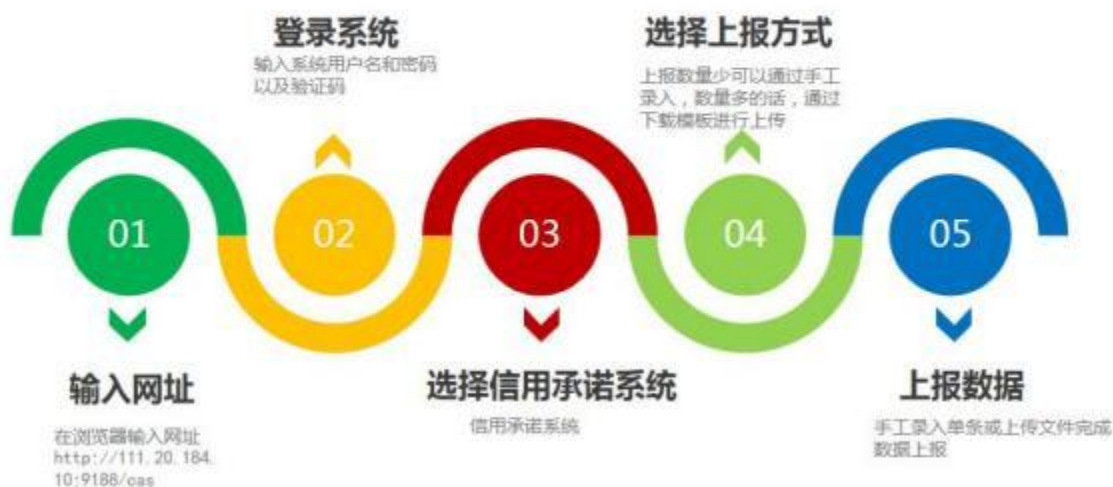 01
输入网址
在浏览器输入网址
http://111.20.184.
10:9188/cas
登录系统
输入系统用户名和密码
以及验证码
02
03
选择信用承诺系统
信用承诺系统
选择上报方式
上报数量少可以通过手工
录入，数量多的话，通过
下载模板进行上传
04
05
上报数据
手工录入单条或上传文件完成
数据上报